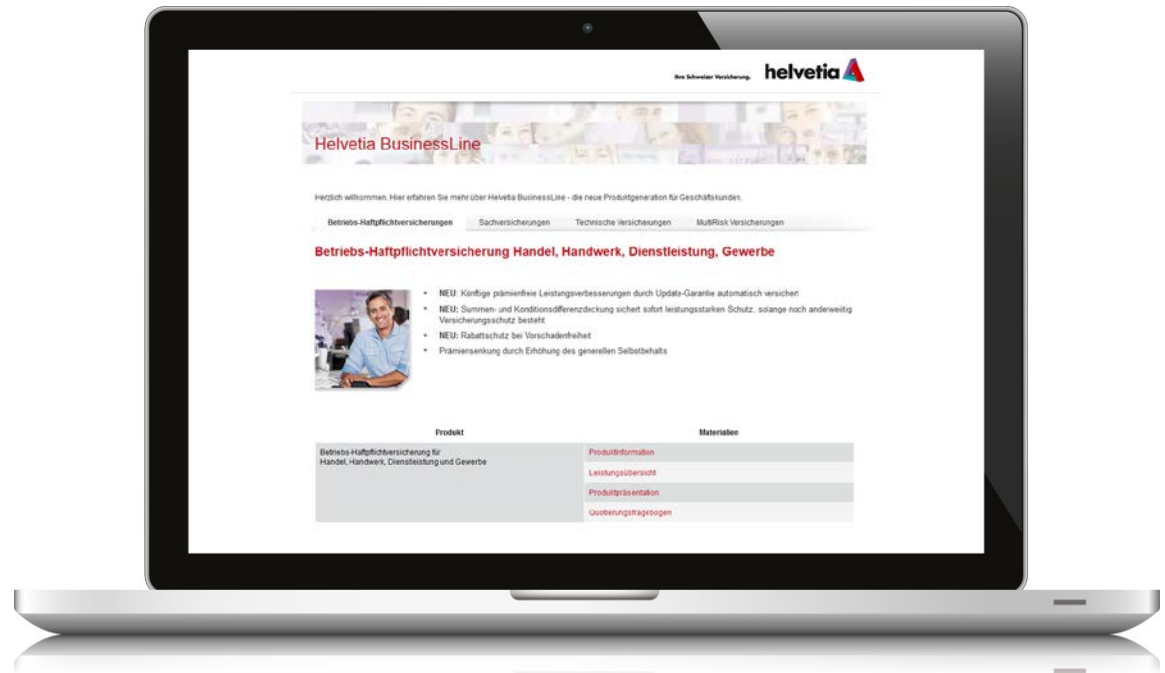 Ihre Schweizer Versicherung. helvetia
Helvetia BusinessLine
Herzlich willkommen. Hier erfahren Sie mehr über Helvetia BusinessLine - die neue Produktgeneration für Geschäftskunden.
Betriebs-Haftpflichtversicherungen Sachversicherungen Technische Versicherungen MultiRisk Versicherungen
Betriebs-Haftpflichtversicherung Handel, Handwerk, Dienstleistung, Gewerbe
• NEU: Künftige prämienfreie Leistungsverbesserungen durch Update-Garantie automatisch versichert
• NEU: Summen- und Konditionsdifferenzdeckung sichert sofort leistungsstarken Schutz, solange noch anderweitig
Versicherungsschutz besteht
• NEU: Rabattschutz bei Vorschadenfreiheit
• Prämiensenkung durch Erhöhung des generellen Selbstbehalts
Produkt Materialien
Betriebs-Haftpflichtversicherung für
Handel, Handwerk, Dienstleistung und Gewerbe
Produktinformation
Leistungsübersicht
Produktpräsentation
Quotierungsfragebogen